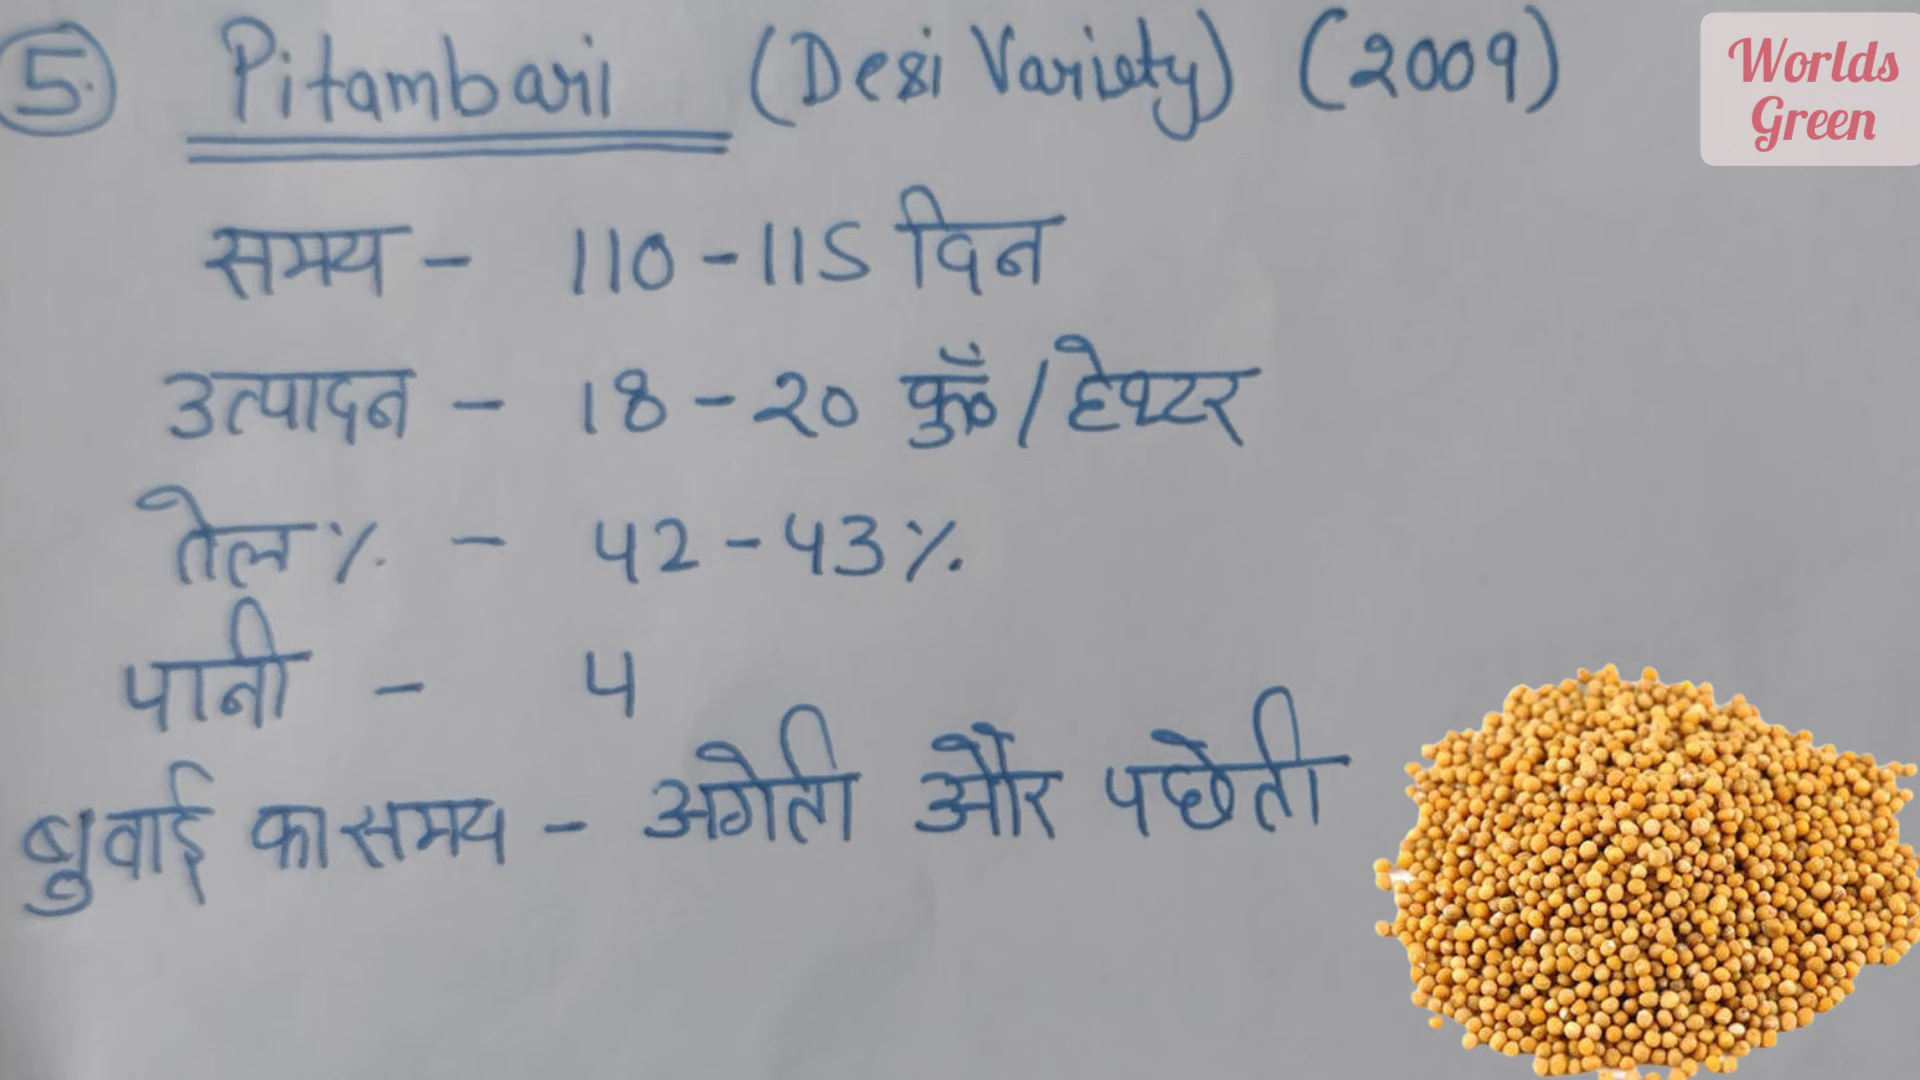 5. Pitambari (Desi Variety) (2009)
समय - 110-115 दिन
उत्पादन - 18-20 कुँ०/हेक्टर
तेल % - 42-43%
पानी - 4
बुवाई का समय - अगेती और पछेती
Worlds
Green